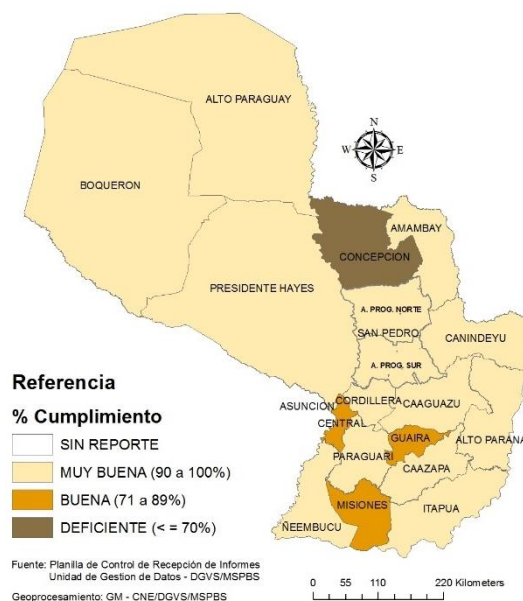 ALTO PARAGUAY
N
W E
S
BOQUERON
AMAMBAY
CONCEPCION
PRESIDENTE HAYES
A. PROG. NORTE
SAN PEDRO
CANINDEYU
A. PROG. SUR
Referencia
% Cumplimiento
SIN REPORTE
MUY BUENA (90 a 100%)
BUENA (71 a 89%)
DEFICIENTE (< = 70%)
CORDILLERA
ASUNCION
CAAGUAZU
CENTRAL
GUAIRA
ALTO PARANA
PARAGUARI
CAAZAPA
MISIONES
ITAPUA
ÑEEMBUCU
Fuente: Planilla de Control de Recepción de Informes
Unidad de Gestion de Datos - DGVS/MSPBS
Geoprocesamiento: GM - CNE/DGVS/MSPBS
0 55 110 220 Kilometers